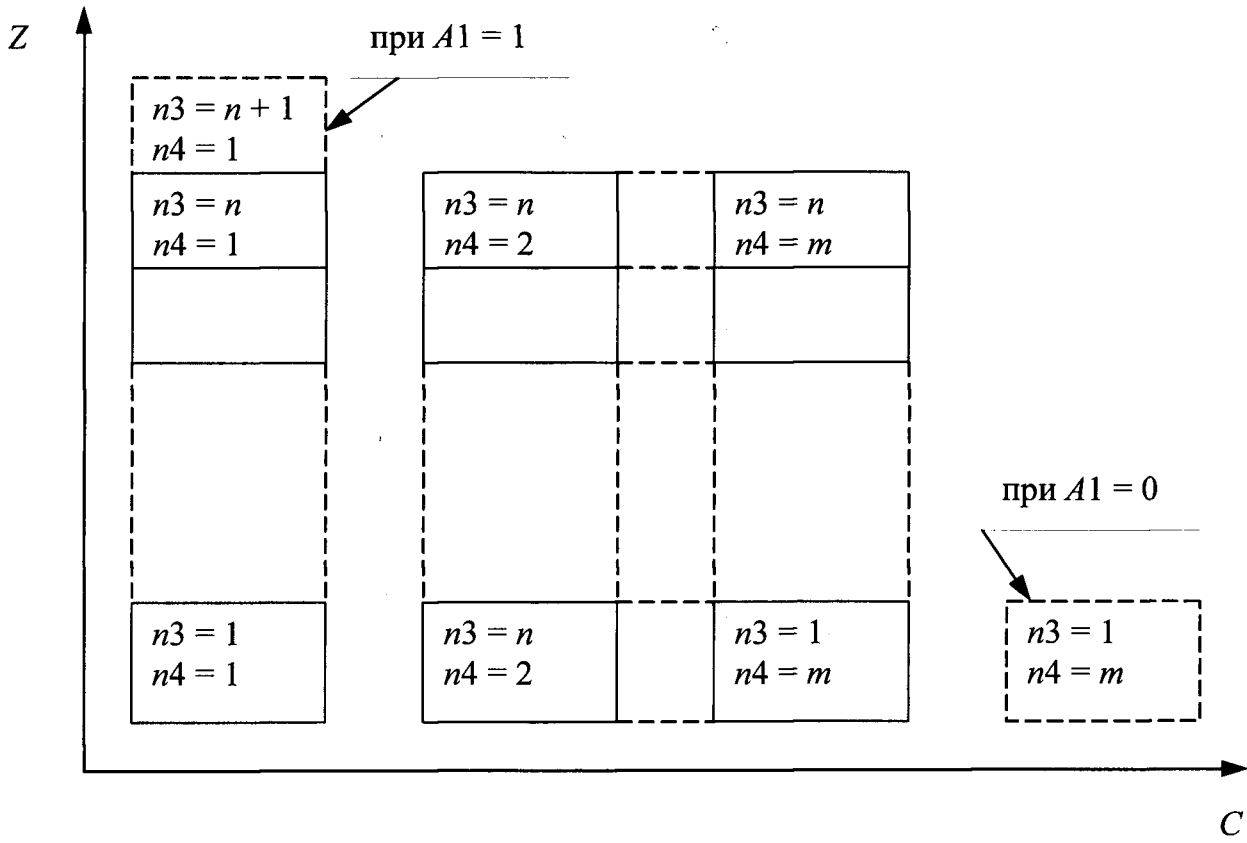 Z
при A1 = 1
n3 = n + 1
n4 = 1
n3 = n
n4 = 1
n3 = n
n4 = 2
n3 = n
n4 = m
при A1 = 0
n3 = 1
n4 = 1
n3 = n
n4 = 2
n3 = 1
n4 = m
n3 = 1
n4 = m
C